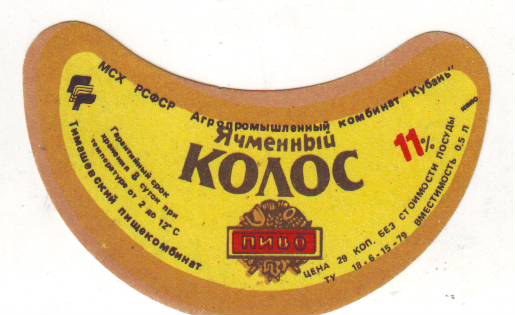 МСХ РСФСР Агропромышленный комбинат "Кубань"
Ячменный
КОЛОС
11%
ПИВО
Тимашевский пищекомбинат
Гарантийный срок
хранения 8 суток при
температуре от 2 до 12°С
ЦЕНА 29 КОП. БЕЗ СТОИМОСТИ ПОСУДЫ
ТУ 18-6-15-79 ВМЕСТИМОСТЬ 0,5 Л